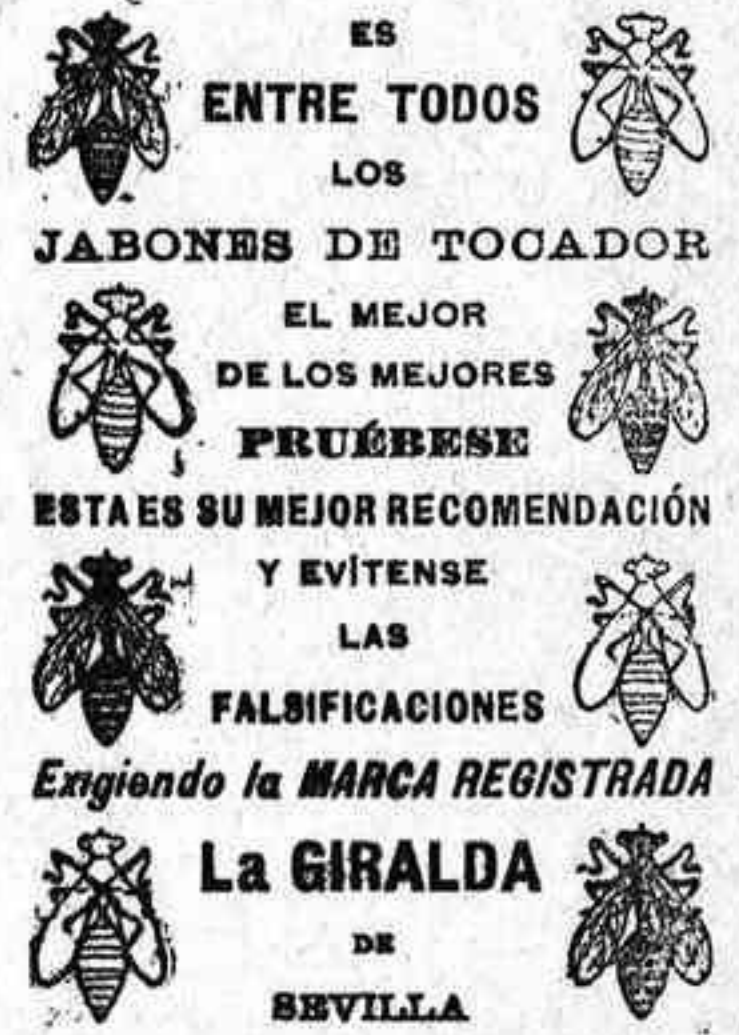 ES
ENTRE TODOS
LOS
JABONES DE TOCADOR
EL MEJOR
DE LOS MEJORES
PRUÉBESE
ESTA ES SU MEJOR RECOMENDACIÓN
Y EVÍTENSE
LAS
FALSIFICACIONES
Exigiendo la MARCA REGISTRADA
La GIRALDA
DE
SEVILLA